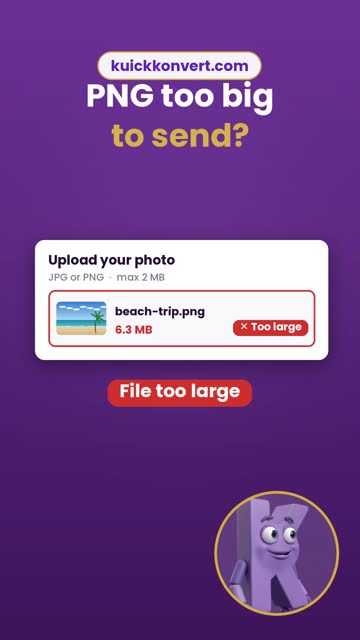 kuickkonvert.com
PNG too big
to send?
Upload your photo
JPG or PNG · max 2 MB
beach-trip.png
6.3 MB
× Too large
File too large